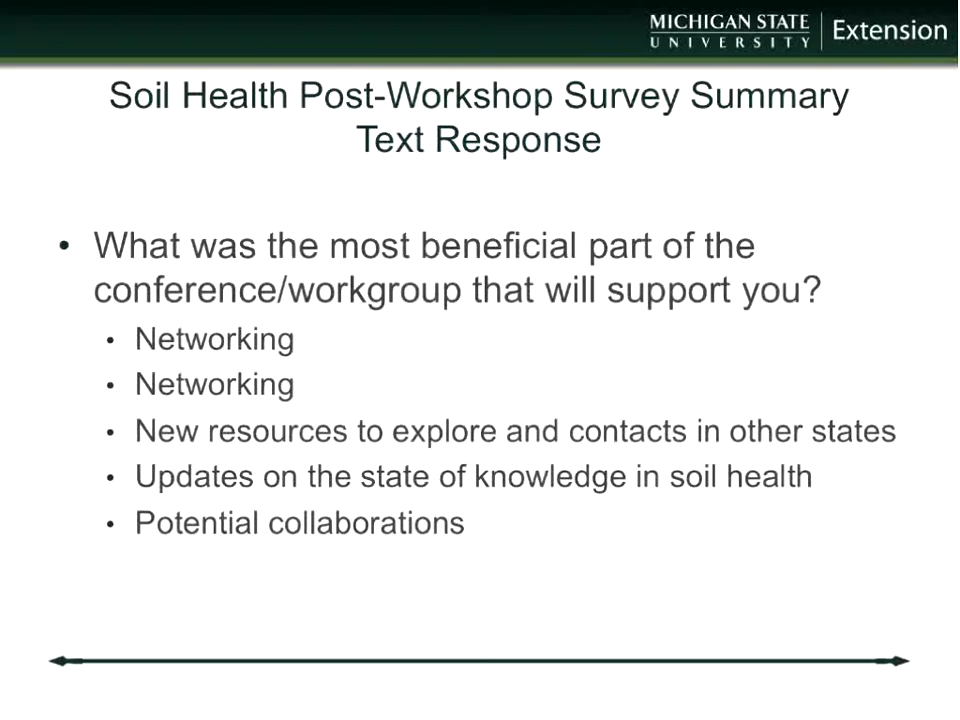 MICHIGAN STATE
UNIVERSITY
Extension
Soil Health Post-Workshop Survey Summary
Text Response
• What was the most beneficial part of the
conference/workgroup that will support you?
• Networking
• Networking
• New resources to explore and contacts in other states
• Updates on the state of knowledge in soil health
• Potential collaborations